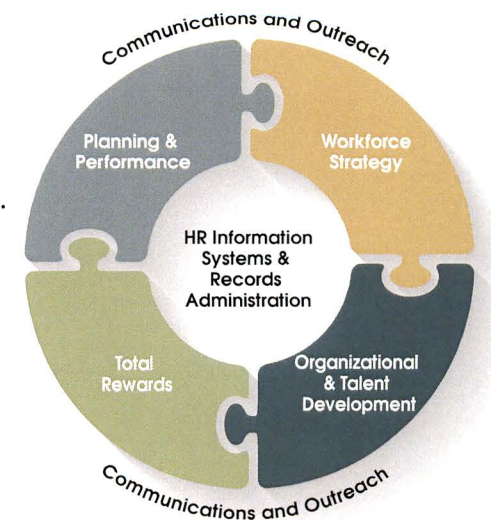 Communications and Outreach
Planning &
Performance
Workforce
Strategy
HR Information
Systems &
Records
Administration
Total
Rewards
Organizational
& Talent
Development
Communications and Outreach